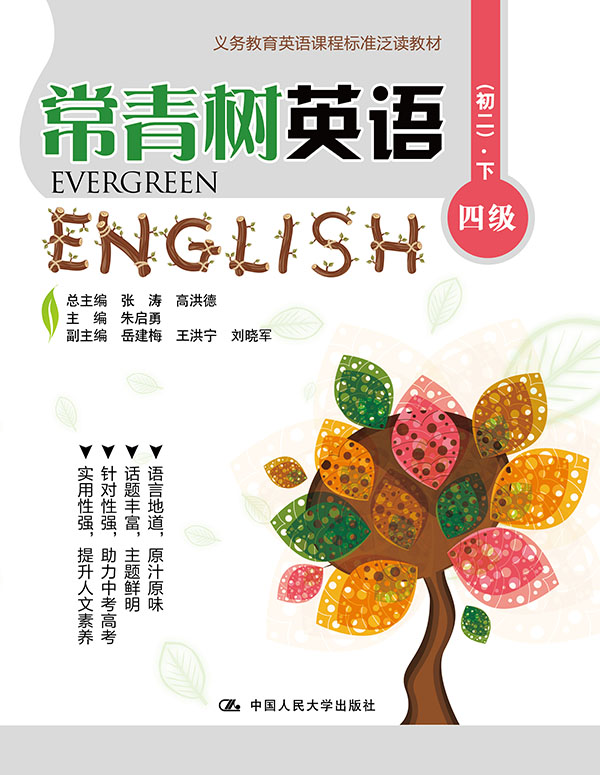 义务教育英语课程标准泛读教材
常青树英语
EVERGREEN
ENGLISH
（初二）·下
四级
总主编 张 涛 高洪德
主 编 朱启勇
副主编 岳建梅 王洪宁 刘晓军
语言地道，原汁原味
话题丰富，主题鲜明
针对性强，助力中考高考
实用性强，提升人文素养
中国人民大学出版社